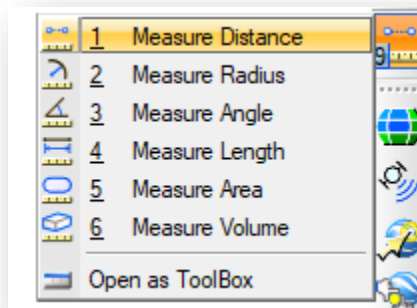 1 Measure Distance
9
2 Measure Radius
3 Measure Angle
4 Measure Length
5 Measure Area
6 Measure Volume
Open as ToolBox